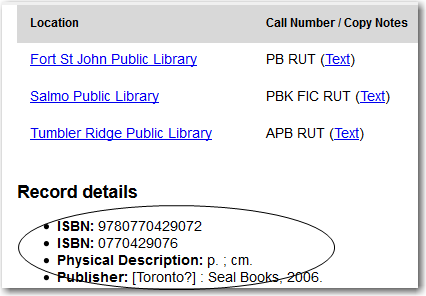 Location Call Number / Copy Notes
Fort St John Public Library PB RUT (Text)
Salmo Public Library PBK FIC RUT (Text)
Tumbler Ridge Public Library APB RUT (Text)
Record details
• ISBN: 9780770429072
• ISBN: 0770429076
• Physical Description: p. ; cm.
• Publisher: [Toronto?] : Seal Books, 2006.